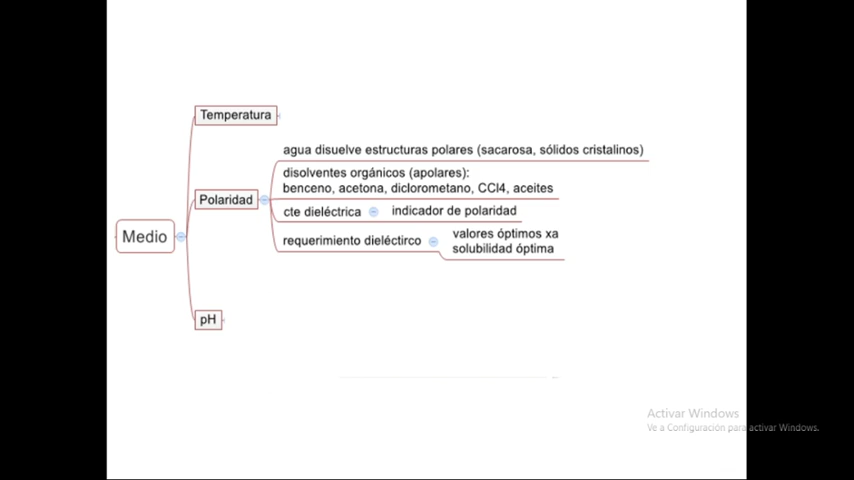 Temperatura
agua disuelve estructuras polares (sacarosa, sólidos cristalinos)
disolventes orgánicos (apolares):
benceno, acetona, diclorometano, CCl4, aceites
Polaridad
cte dieléctrica
indicador de polaridad
requerimiento dieléctirco
valores óptimos xa
solubilidad óptima
Medio
pH
Activar Windows
Ve a Configuración para activar Windows.